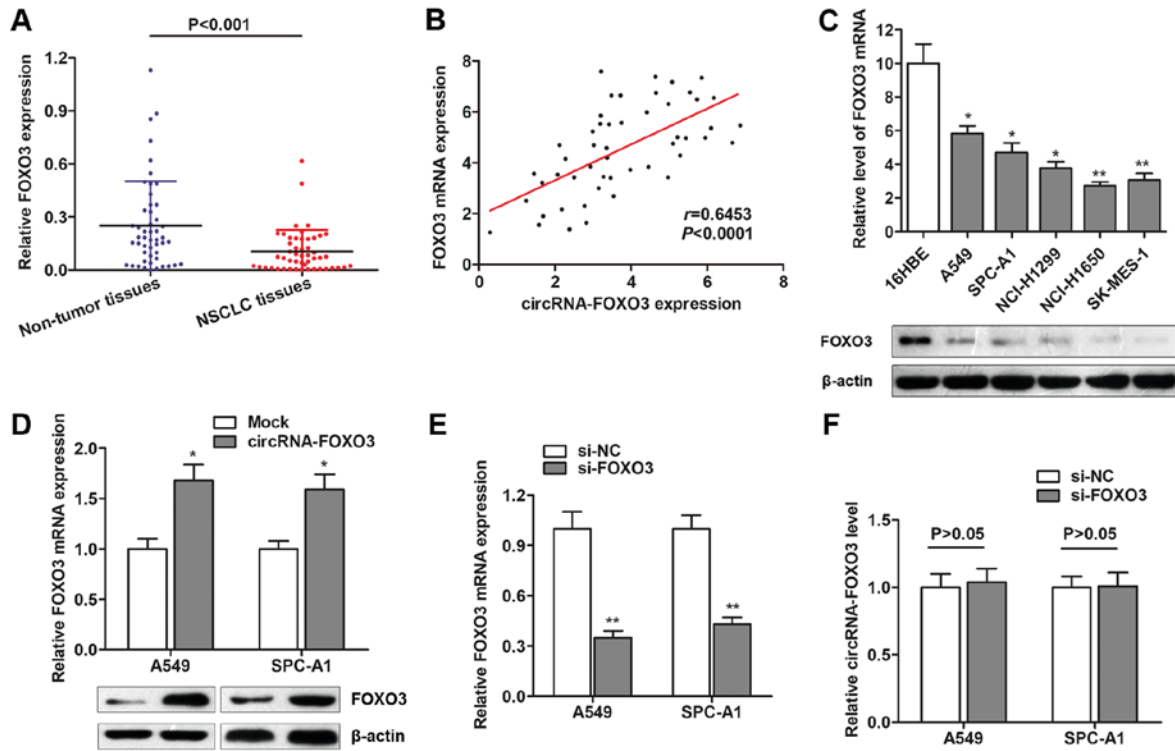 A
P<0.001
Relative FOXO3 expression
1.2
0.9
0.6
0.3
0.0
Non-tumor tissues
NSCLC tissues
B
FOXO3 mRNA expression
10
8
6
4
2
0
r=0.6453
P<0.0001
0
2
4
6
8
circRNA-FOXO3 expression
C
Relative level of FOXO3 mRNA
12
10
8
6
4
2
0
*
*
*
**
**
16HBE
A549
SPC-A1
NCI-H1299
NCI-H1650
SK-MES-1
FOXO3
β-actin
D
Mock
circRNA-FOXO3
Relative FOXO3 mRNA expression
2.0
1.5
1.0
0.5
0.0
*
*
A549
SPC-A1
FOXO3
β-actin
E
si-NC
si-FOXO3
Relative FOXO3 mRNA expression
1.2
0.9
0.6
0.3
0.0
**
**
A549
SPC-A1
F
si-NC
si-FOXO3
Relative circRNA-FOXO3 level
1.5
1.0
0.5
0.0
P>0.05
P>0.05
A549
SPC-A1